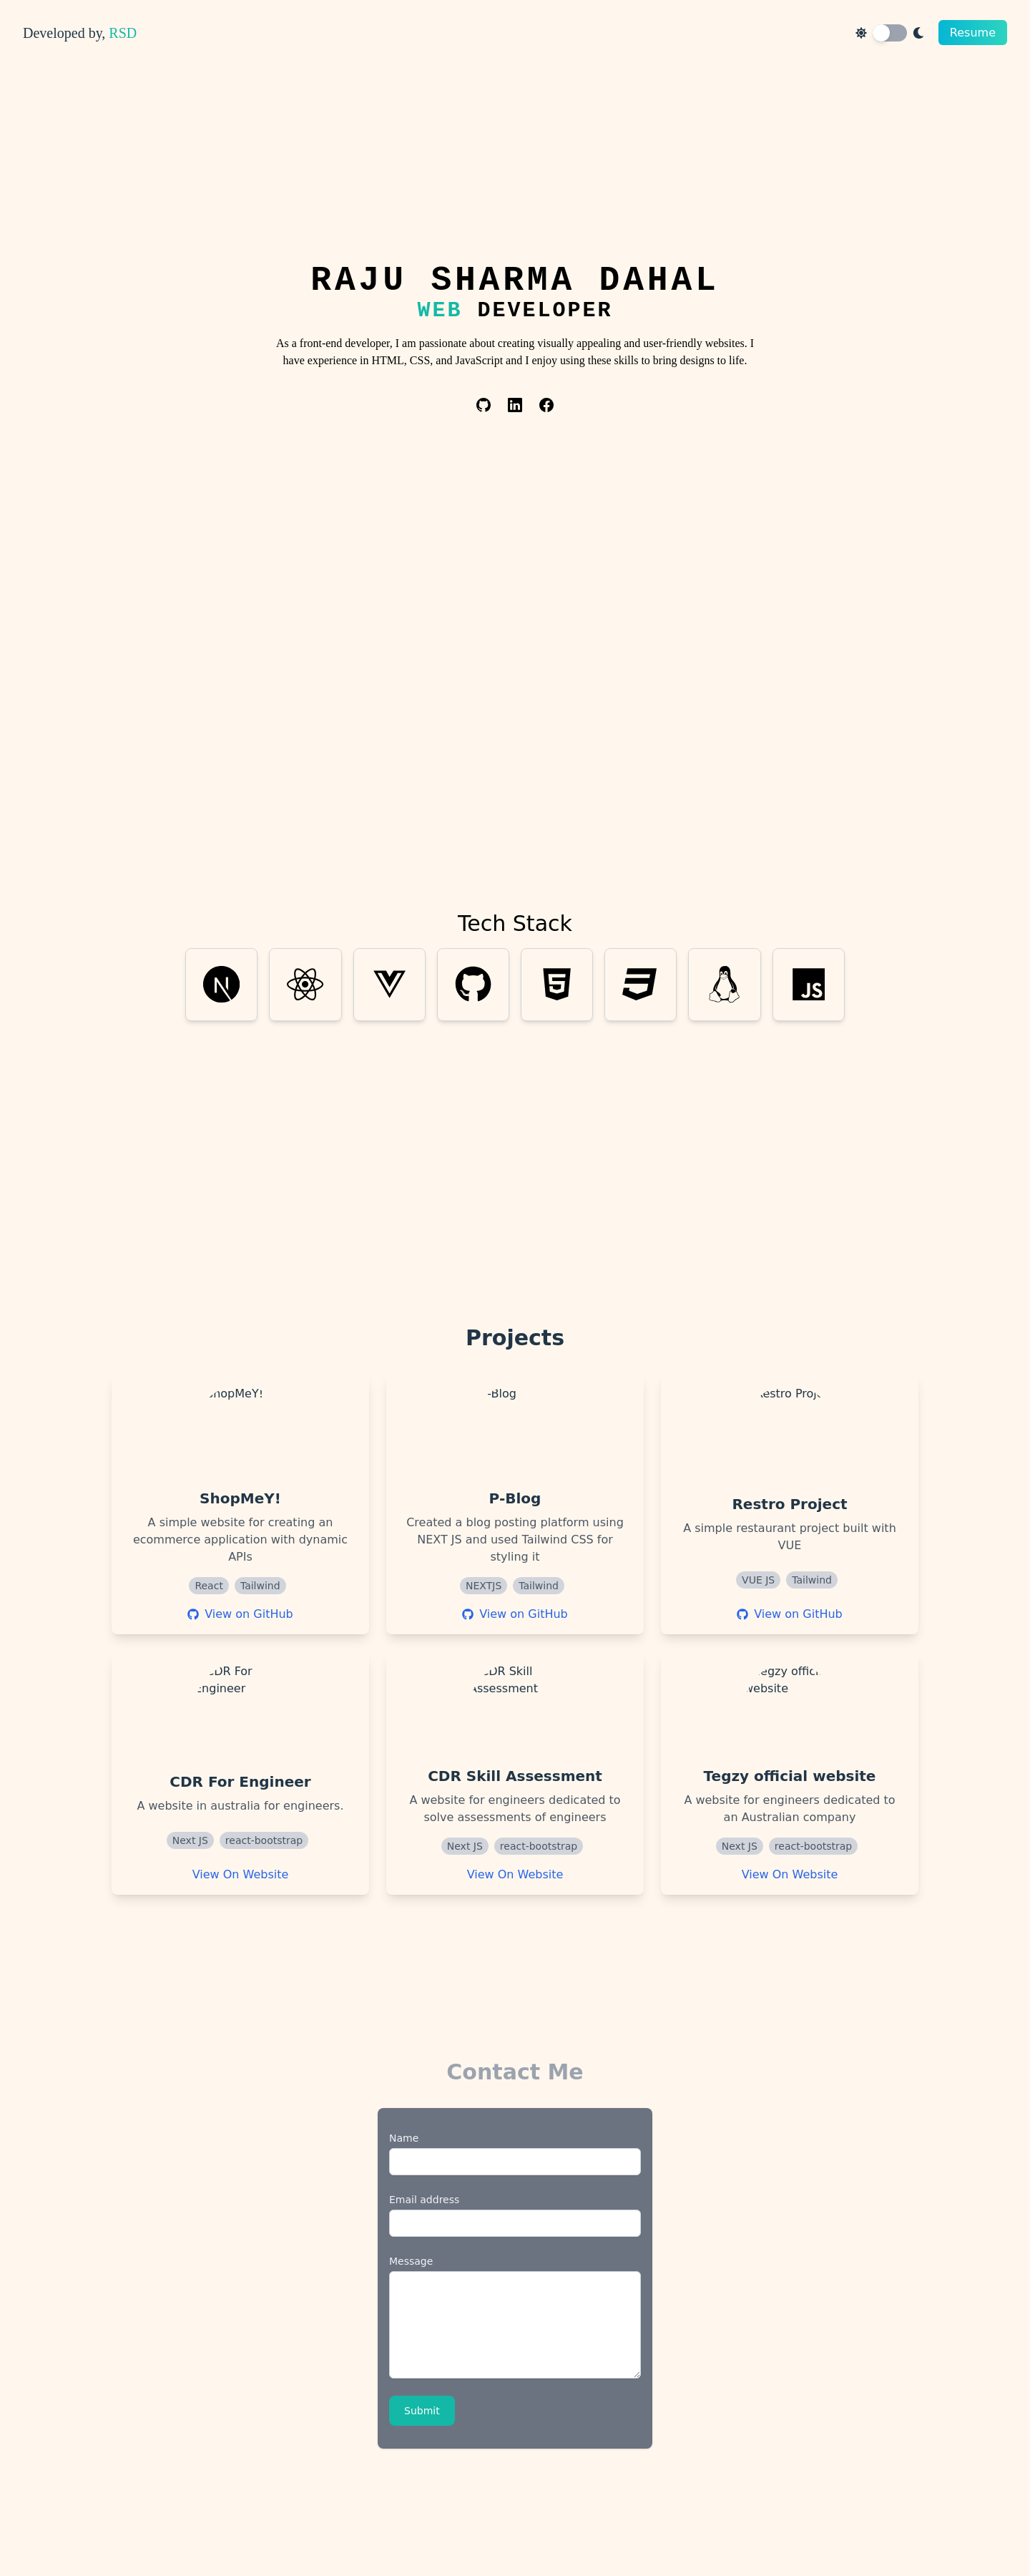 Developed by, RSD
Resume
RAJU SHARMA DAHAL
WEB DEVELOPER
As a front-end developer, I am passionate about creating visually appealing and user-friendly websites. I
have experience in HTML, CSS, and JavaScript and I enjoy using these skills to bring designs to life.
Tech Stack
N
JS
Projects
ShopMeY!
-Blog
estro Proj
ShopMeY!
A simple website for creating an
ecommerce application with dynamic
APIs
React Tailwind
View on GitHub
P-Blog
Created a blog posting platform using
NEXT JS and used Tailwind CSS for
styling it
NEXTJS Tailwind
View on GitHub
Restro Project
A simple restaurant project built with
VUE
VUE JS Tailwind
View on GitHub
CDR For
Engineer
CDR Skill
Assessment
egzy offici
website
CDR For Engineer
A website in australia for engineers.
Next JS react-bootstrap
View On Website
CDR Skill Assessment
A website for engineers dedicated to
solve assessments of engineers
Next JS react-bootstrap
View On Website
Tegzy official website
A website for engineers dedicated to
an Australian company
Next JS react-bootstrap
View On Website
Contact Me
Name
Email address
Message
Submit